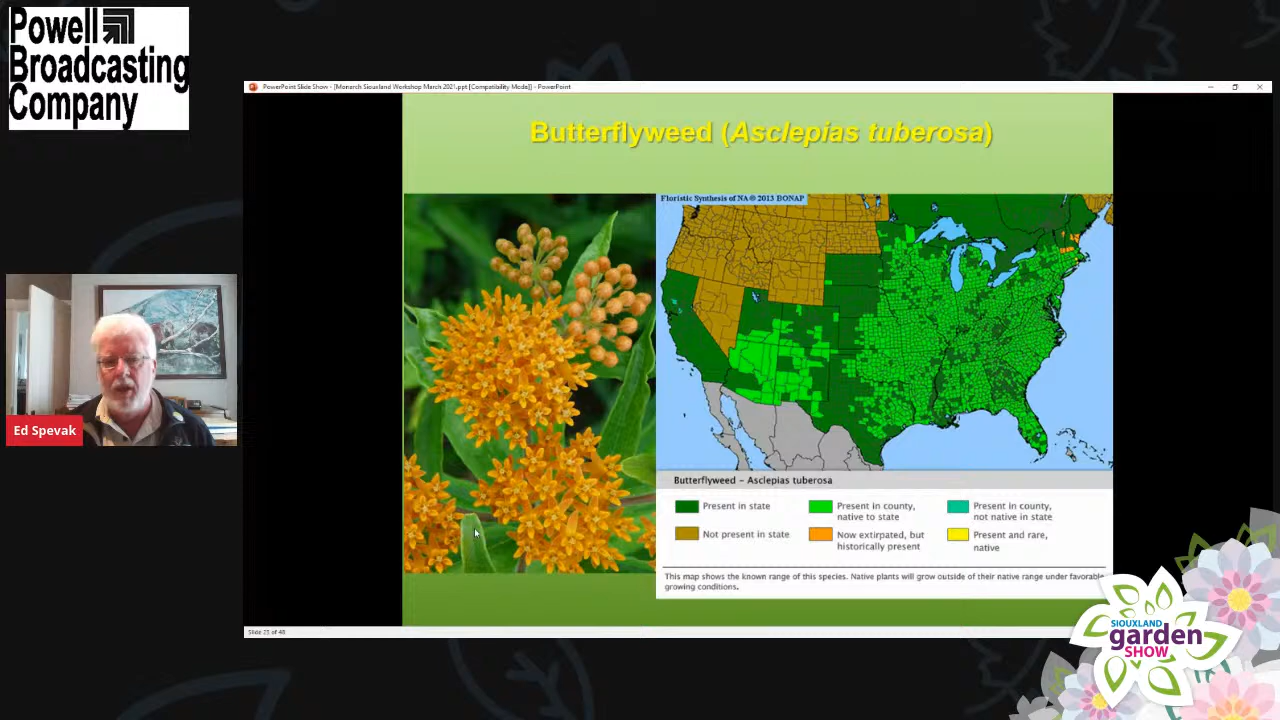 Powell
Broadcasting
Company
PowerPoint Slide Show - [Monarch Siouxland Workshop March 2021.ppt [Compatibility Mode]] - PowerPoint
Butterflyweed (Asclepias tuberosa)
Floristic Synthesis of NA © 2013 BONAP
Butterflyweed - Asclepias tuberosa
Present in state
Present in county,
native to state
Present in county,
not native in state
Not present in state
Now extirpated, but
historically present
Present and rare,
native
This map shows the known range of this species. Native plants will grow outside of their native range under favorable
growing conditions.
Ed Spevak
Slide 25 of 48
SIOUXLAND
garden
SHOW